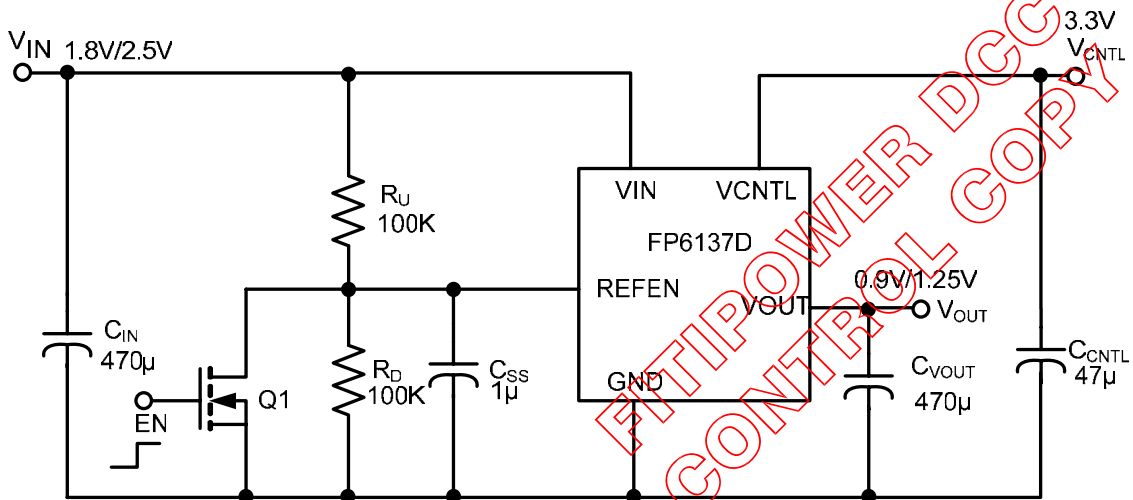 VIN 1.8V/2.5V
3.3V
VCNTL
VIN
VCNTL
RU
100K
FP6137D
REFEN
0.9V/1.25V
VOUT
VOUT
CIN
470μ
RD
100K
CSS
1μ
GND
CVOUT
470μ
CCNTL
47μ
Q1
EN
FITIPOWER DCC
CONTROL COPY